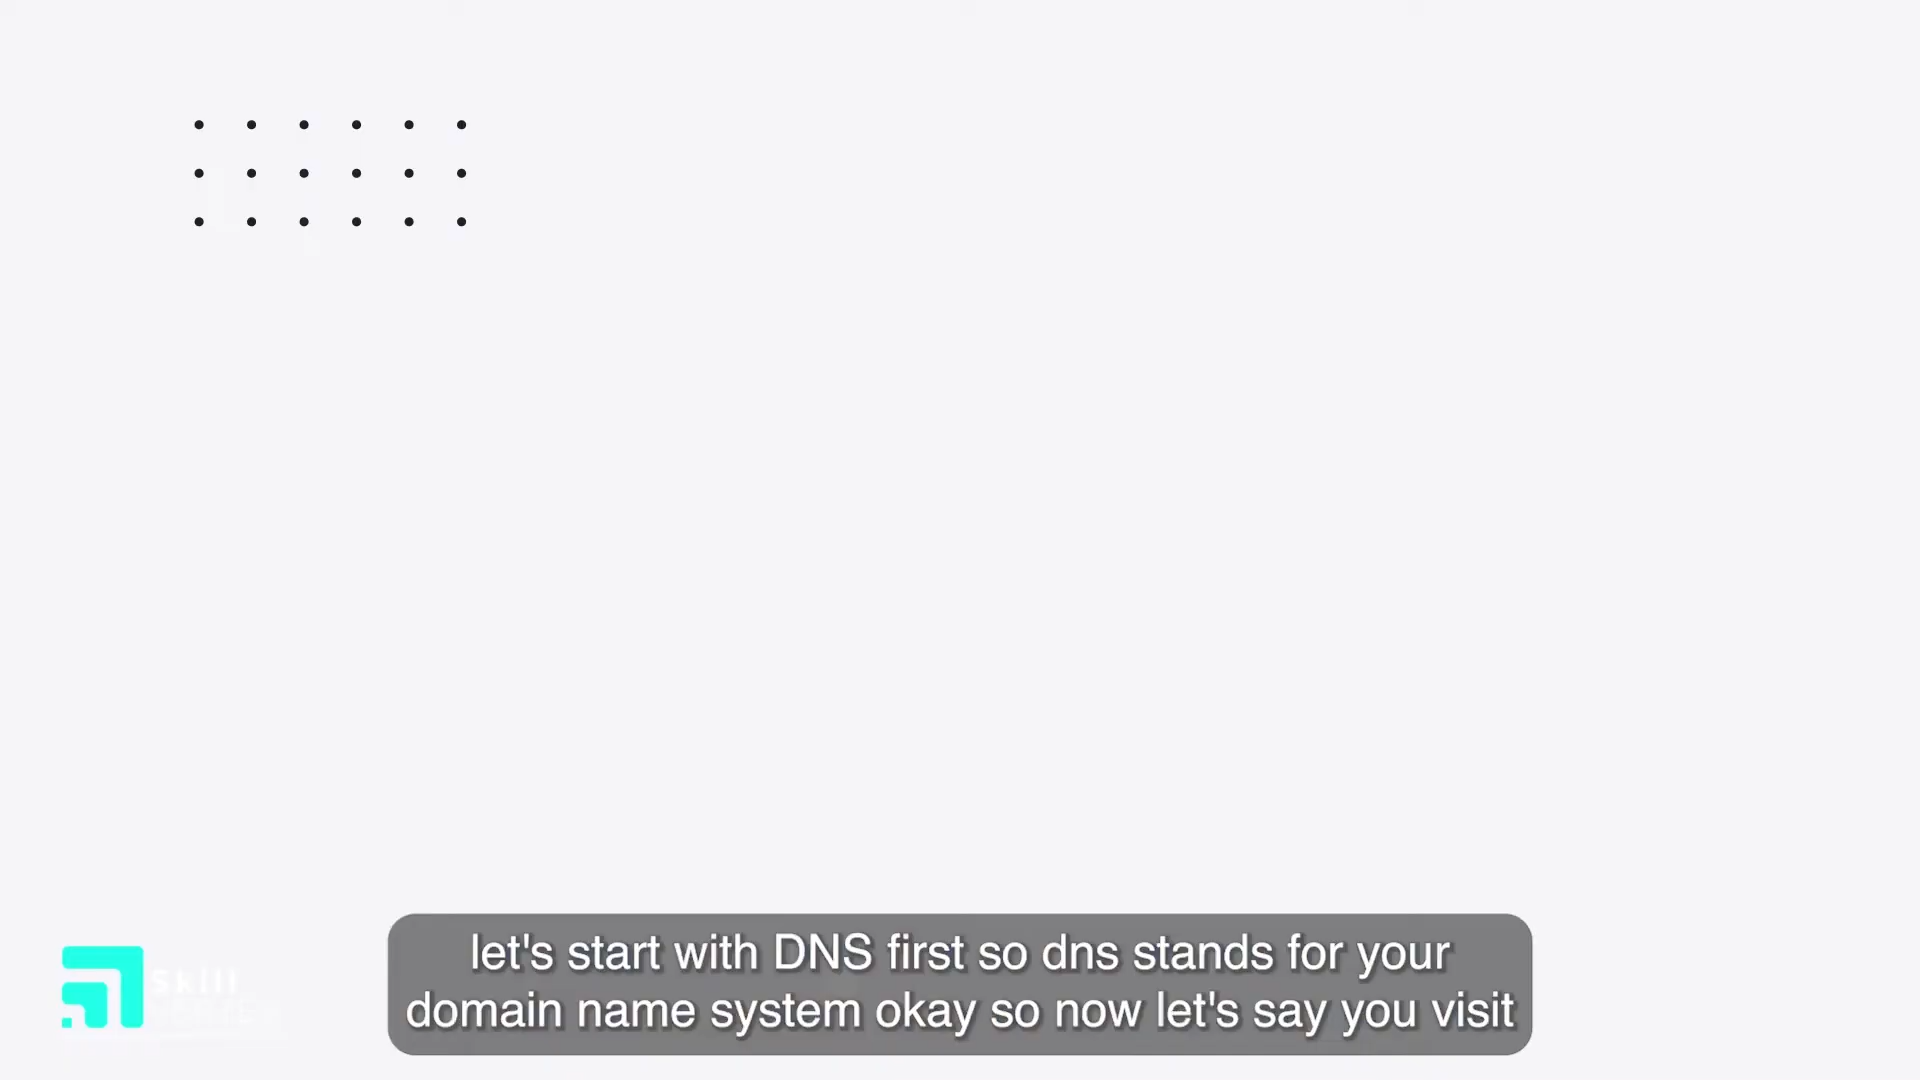 let's start with DNS first so dns stands for your
domain name system okay so now let's say you visit
Skill